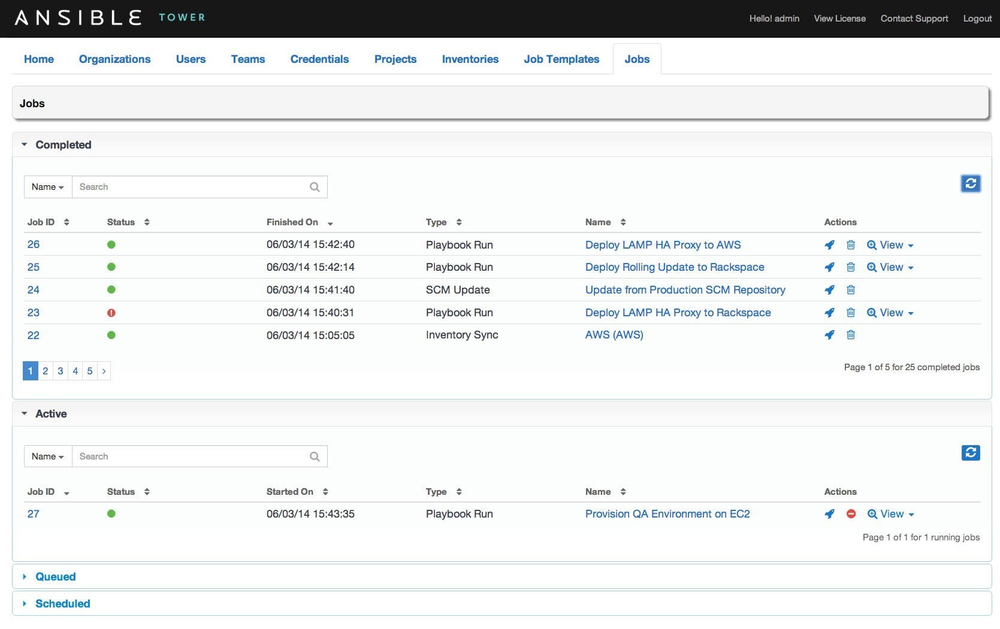 ANSIBLE TOWER
Hello! admin View License Contact Support Logout
Home Organizations Users Teams Credentials Projects Inventories Job Templates Jobs
Jobs
Completed
Name Search
Job ID Status Finished On Type Name Actions
26 06/03/14 15:42:40 Playbook Run Deploy LAMP HA Proxy to AWS View
25 06/03/14 15:42:14 Playbook Run Deploy Rolling Update to Rackspace View
24 06/03/14 15:41:40 SCM Update Update from Production SCM Repository
23 06/03/14 15:40:31 Playbook Run Deploy LAMP HA Proxy to Rackspace View
22 06/03/14 15:05:05 Inventory Sync AWS (AWS)
1 2 3 4 5 ›
Page 1 of 5 for 25 completed jobs
Active
Name Search
Job ID Status Started On Type Name Actions
27 06/03/14 15:43:35 Playbook Run Provision QA Environment on EC2 View
Page 1 of 1 for 1 running jobs
Queued
Scheduled